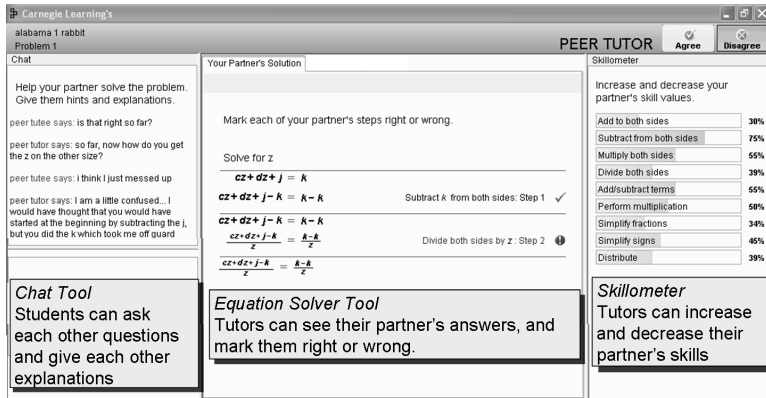 Carnegie Learning's
alabama 1 rabbit
Problem 1
PEER TUTOR
Agree
Disagree
Chat
Help your partner solve the problem.
Give them hints and explanations.
peer tutee says: is that right so far?
peer tutor says: so far, now how do you get
the z on the other size?
peer tutee says: i think I just messed up
peer tutor says: I am a little confused... I
would have thought that you would have
started at the beginning by subtracting the j,
but you did the k which took me off guard
Chat Tool
Students can ask
each other questions
and give each other
explanations
Your Partner's Solution
Mark each of your partner's steps right or wrong.
Solve for z
cz+dz+j = k
cz+dz+j-k = k-k
Subtract k from both sides: Step 1
cz+dz+j-k = k-k
(cz+dz+j-k)/z = (k-k)/z
Divide both sides by z: Step 2
(cz+dz+j-k)/z = (k-k)/z
Equation Solver Tool
Tutors can see their partner's answers, and
mark them right or wrong.
Skillometer
Increase and decrease your
partner's skill values.
Add to both sides 30%
Subtract from both sides 75%
Multiply both sides 55%
Divide both sides 39%
Add/subtract terms 55%
Perform multiplication 50%
Simplify fractions 34%
Simplify signs 45%
Distribute 39%
Skillometer
Tutors can increase
and decrease their
partner's skills